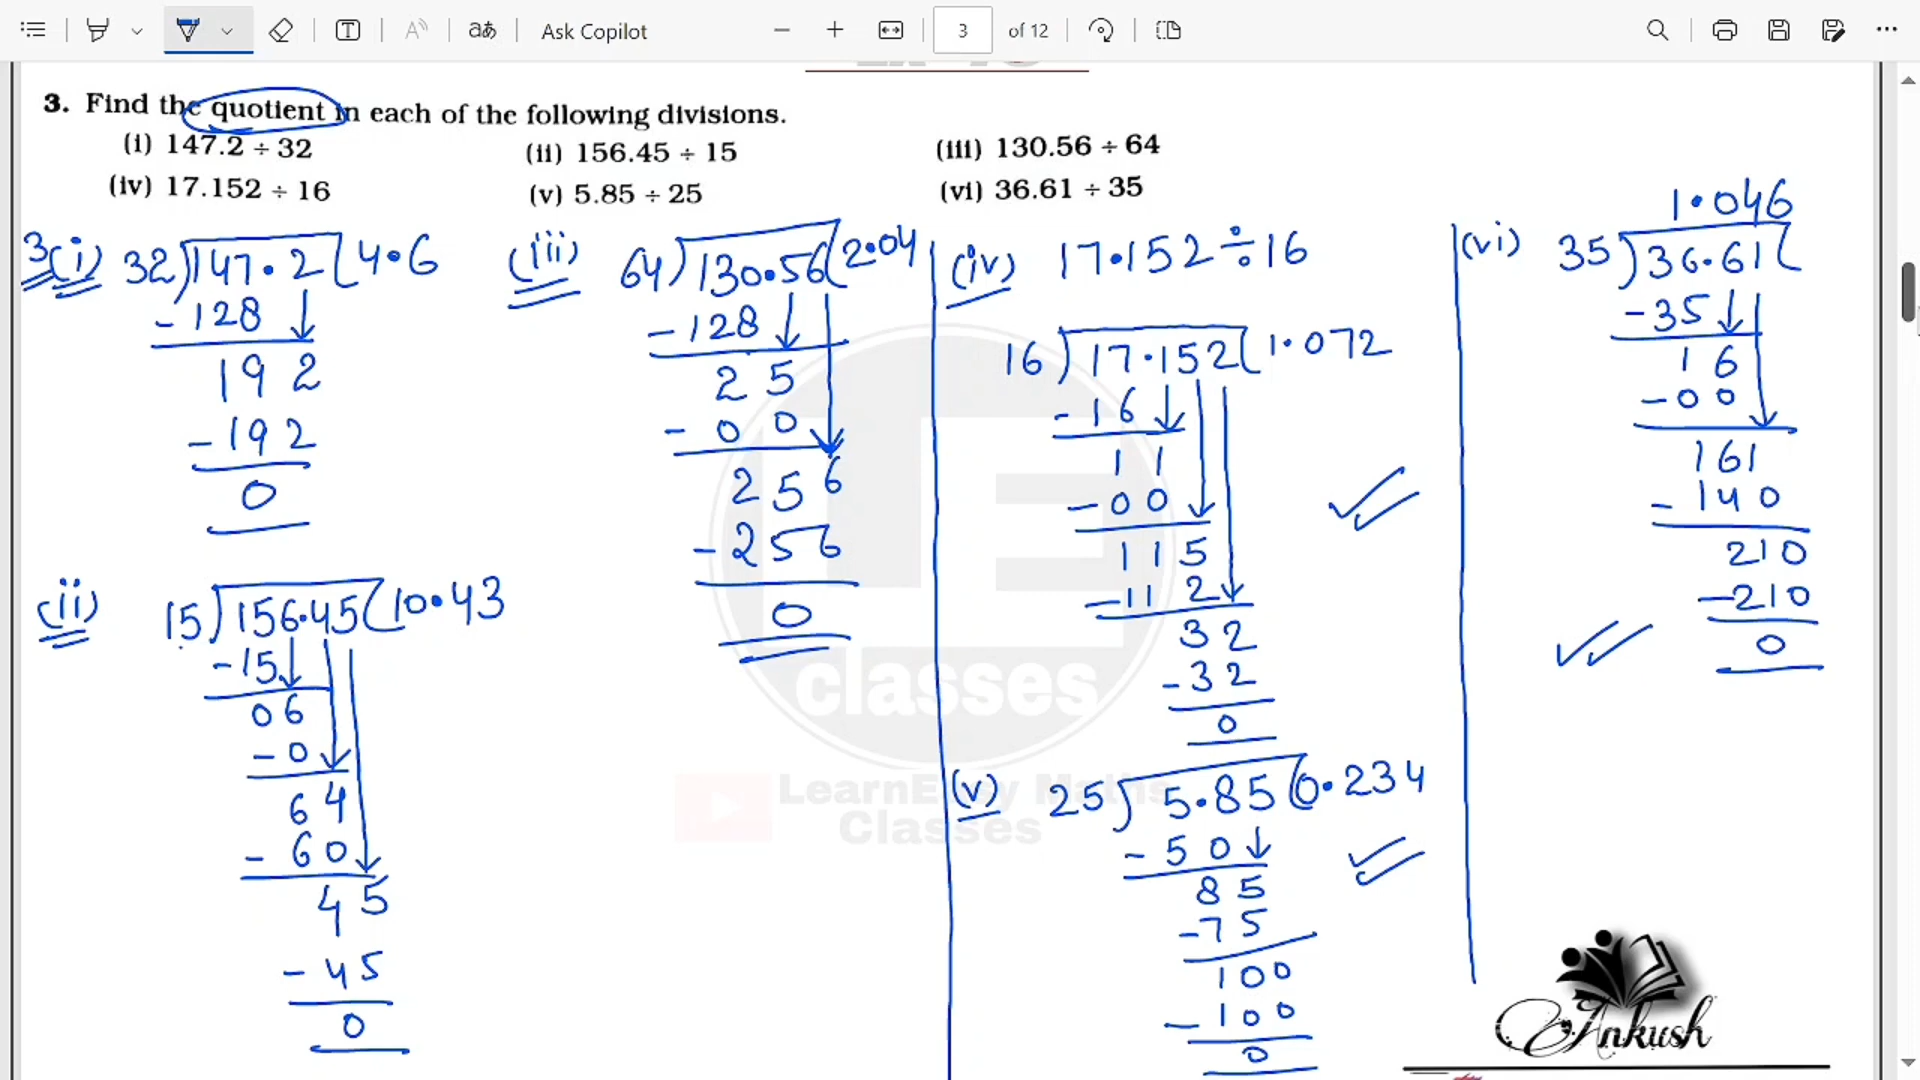 Ask Copilot
3 of 12
3. Find the quotient in each of the following divisions.
(i) 147.2 ÷ 32
(ii) 156.45 ÷ 15
(iii) 130.56 ÷ 64
(iv) 17.152 ÷ 16
(v) 5.85 ÷ 25
(vi) 36.61 ÷ 35
3(i) 32)147.2(4.6
-128
192
-192
0
(ii) 15)156.45(10.43
-15
06
-0
64
-60
45
-45
0
(iii) 64)130.56(2.04
-128
25
-00
256
-256
0
(iv) 17.152÷16
16)17.152(1.072
-16
11
-00
115
-112
32
-32
0
(v) 25)5.85(0.234
-50
85
-75
100
-100
0
(vi) 1.046
35)36.61(
-35
16
-00
161
-140
210
-210
0
LE
classes
LearnEasy Maths
Classes
Ankush